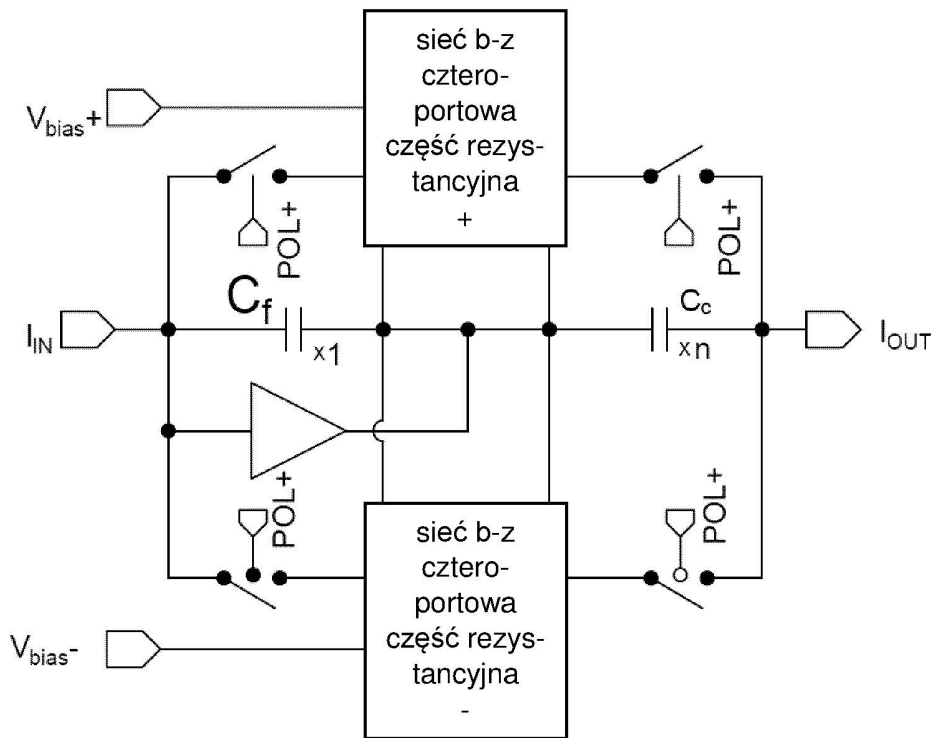 sieć b-z
cztero-
portowa
część rezys-
tancyjna
+
Vbias+
POL+
POL+
Cf
x1
Cc
xn
IIN
IOUT
POL+
POL+
sieć b-z
cztero-
portowa
część rezys-
tancyjna
-
Vbias-